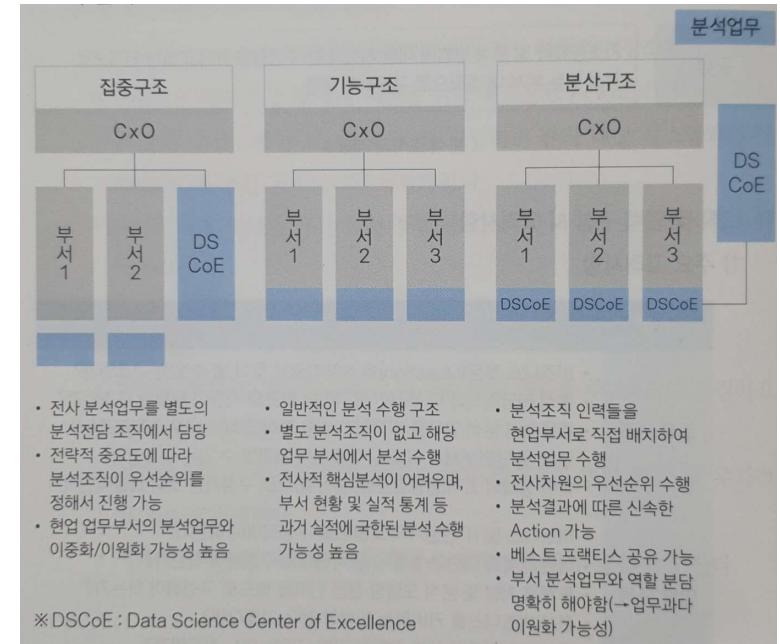 분석업무
집중구조
CxO
부서1
부서2
DS
CoE
기능구조
CxO
부서1
부서2
부서3
분산구조
CxO
부서1
부서2
부서3
DSCoE
DSCoE
DSCoE
DS
CoE
• 전사 분석업무를 별도의
분석전담 조직에서 담당
• 전략적 중요도에 따라
분석조직이 우선순위를
정해서 진행 가능
• 현업 업무부서의 분석업무와
이중화/이원화 가능성 높음
• 일반적인 분석 수행 구조
• 별도 분석조직이 없고 해당
업무 부서에서 분석 수행
• 전사적 핵심분석이 어려우며,
부서 현황 및 실적 통계 등
과거 실적에 국한된 분석 수행
가능성 높음
• 분석조직 인력들을
현업부서로 직접 배치하여
분석업무 수행
• 전사차원의 우선순위 수행
• 분석결과에 따른 신속한
Action 가능
• 베스트 프랙티스 공유 가능
• 부서 분석업무와 역할 분담
명확히 해야함(→업무과다
이원화 가능성)
※ DSCoE : Data Science Center of Excellence